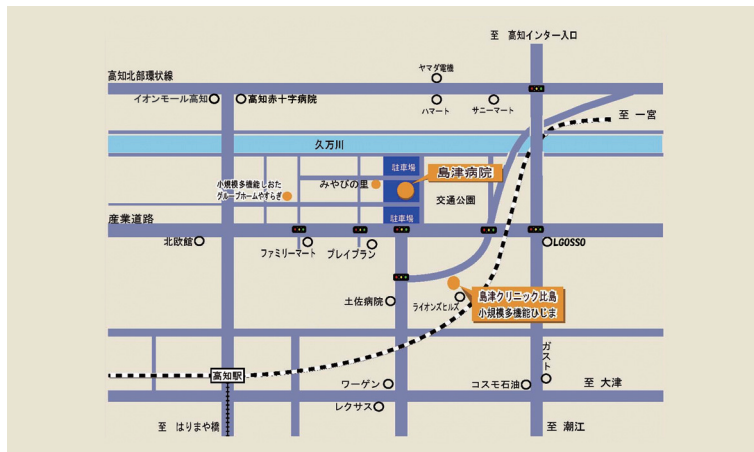 至 高知インター入口
ヤマダ電機
高知北部環状線
イオンモール高知
高知赤十字病院
ハマート
サニーマート
至 一宮
久万川
駐車場
島津病院
小規模多機能しおた
グループホームやすらぎ
みやびの里
交通公園
駐車場
産業道路
北欧館
ファミリーマート
プレイプラン
LGOSSO
土佐病院
ライオンズヒルズ
島津クリニック比島
小規模多機能ひじま
ガスト
高知駅
ワーゲン
コスモ石油
至 大津
レクサス
至 はりまや橋
至 潮江